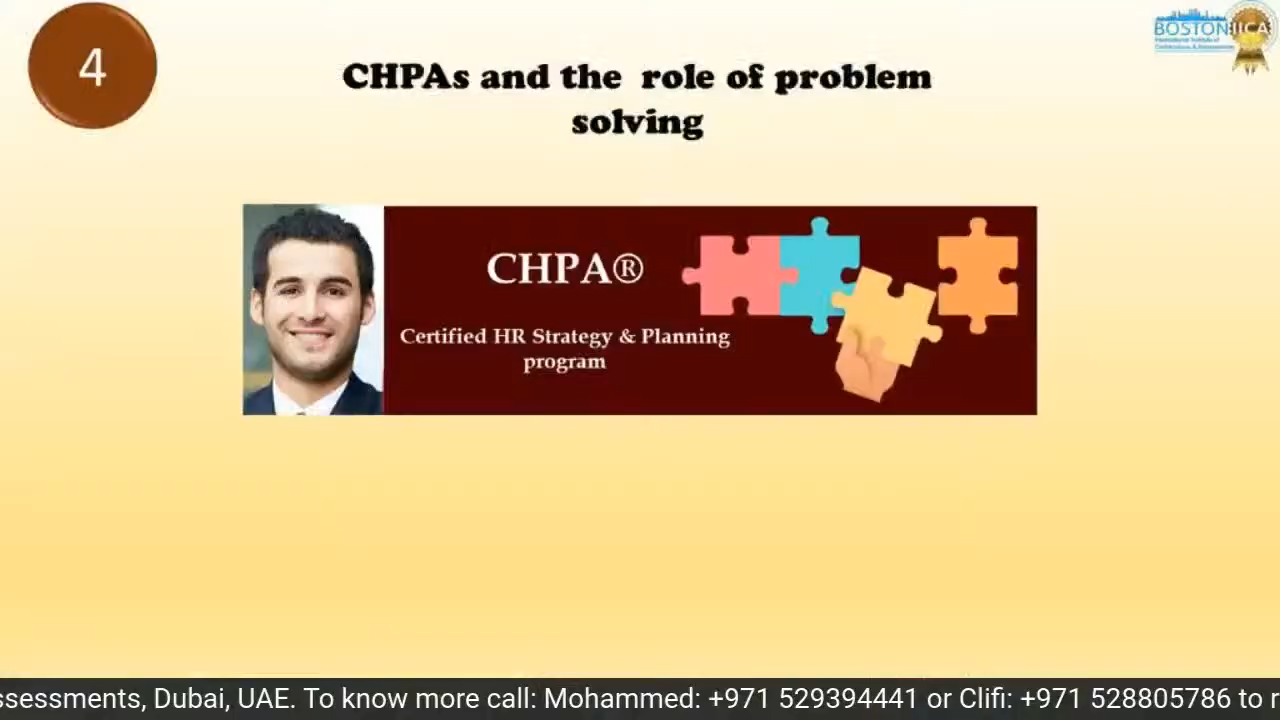 4
BOSTON IICA
CHPAs and the role of problem
solving
CHPA®
Certified HR Strategy & Planning
program
ssessments, Dubai, UAE. To know more call: Mohammed: +971 529394441 or Clifi: +971 528805786 to r